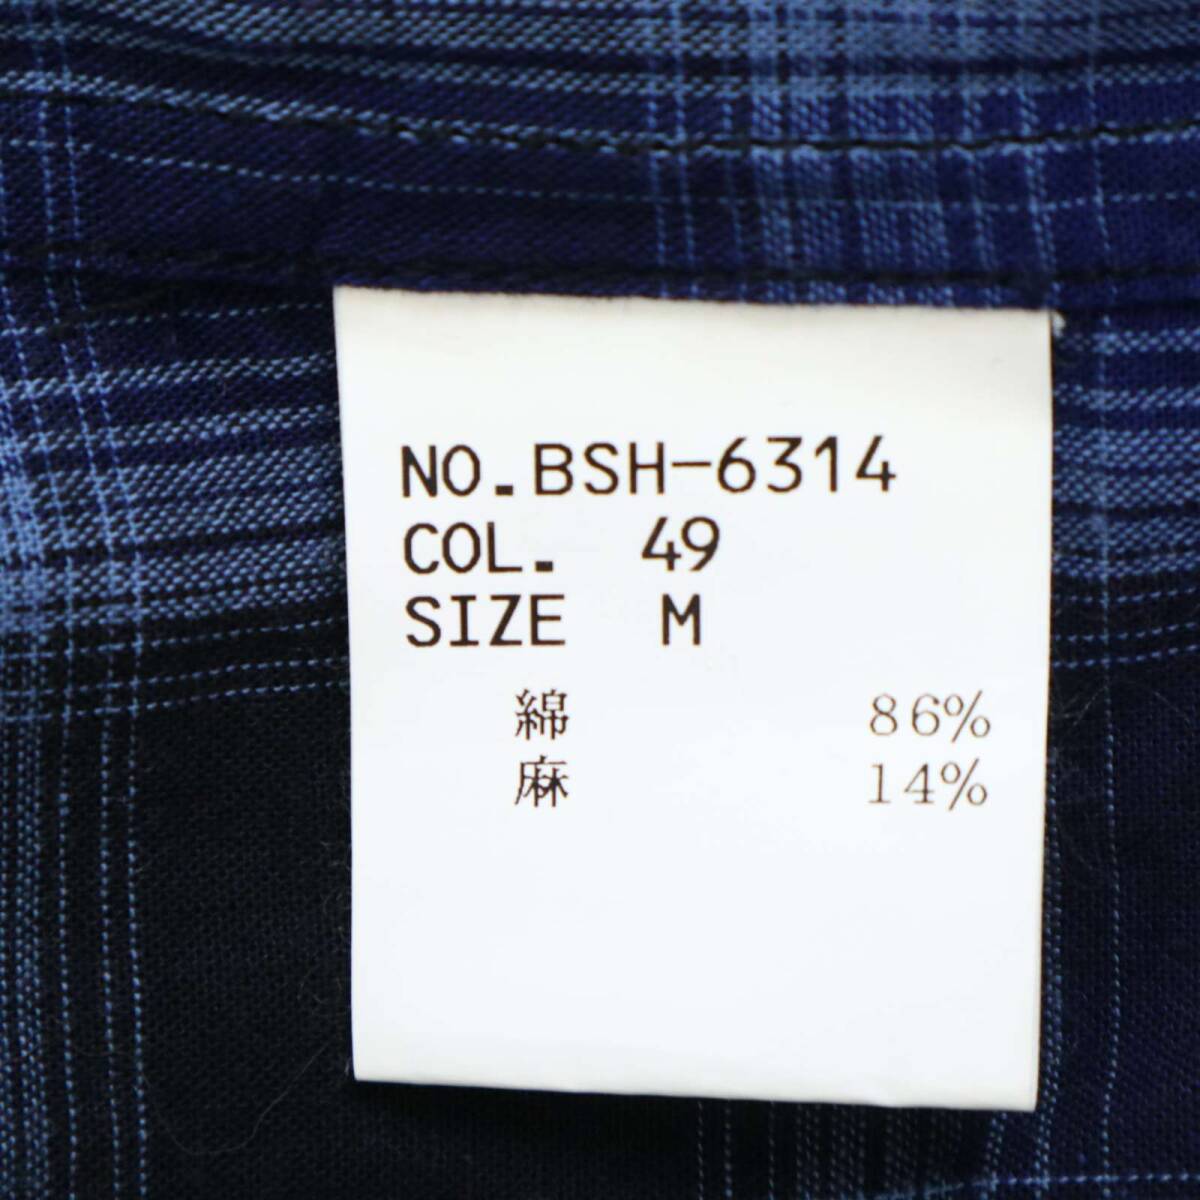 NO.BSH-6314
COL. 49
SIZE M
綿 86%
麻 14%